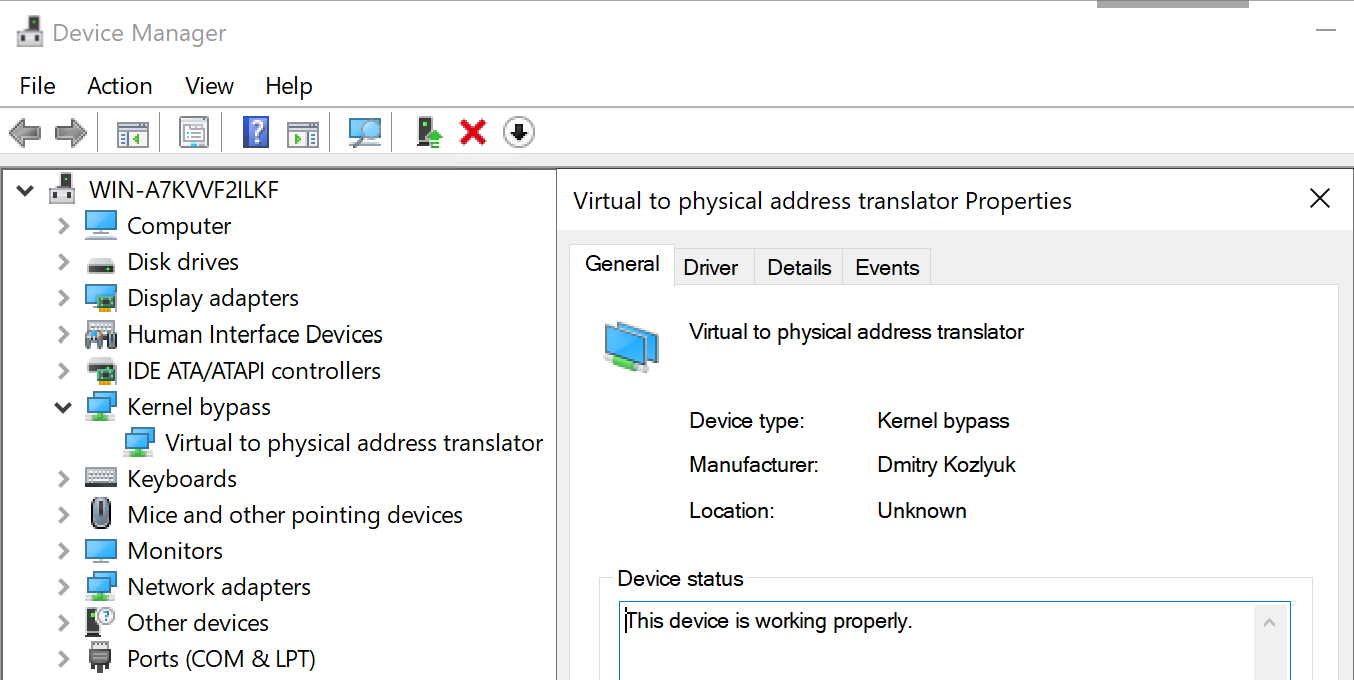 Device Manager
File Action View Help
WIN-A7KVVF2ILKF
Computer
Disk drives
Display adapters
Human Interface Devices
IDE ATA/ATAPI controllers
Kernel bypass
Virtual to physical address translator
Keyboards
Mice and other pointing devices
Monitors
Network adapters
Other devices
Ports (COM & LPT)
Virtual to physical address translator Properties
General Driver Details Events
Virtual to physical address translator
Device type: Kernel bypass
Manufacturer: Dmitry Kozlyuk
Location: Unknown
Device status
This device is working properly.